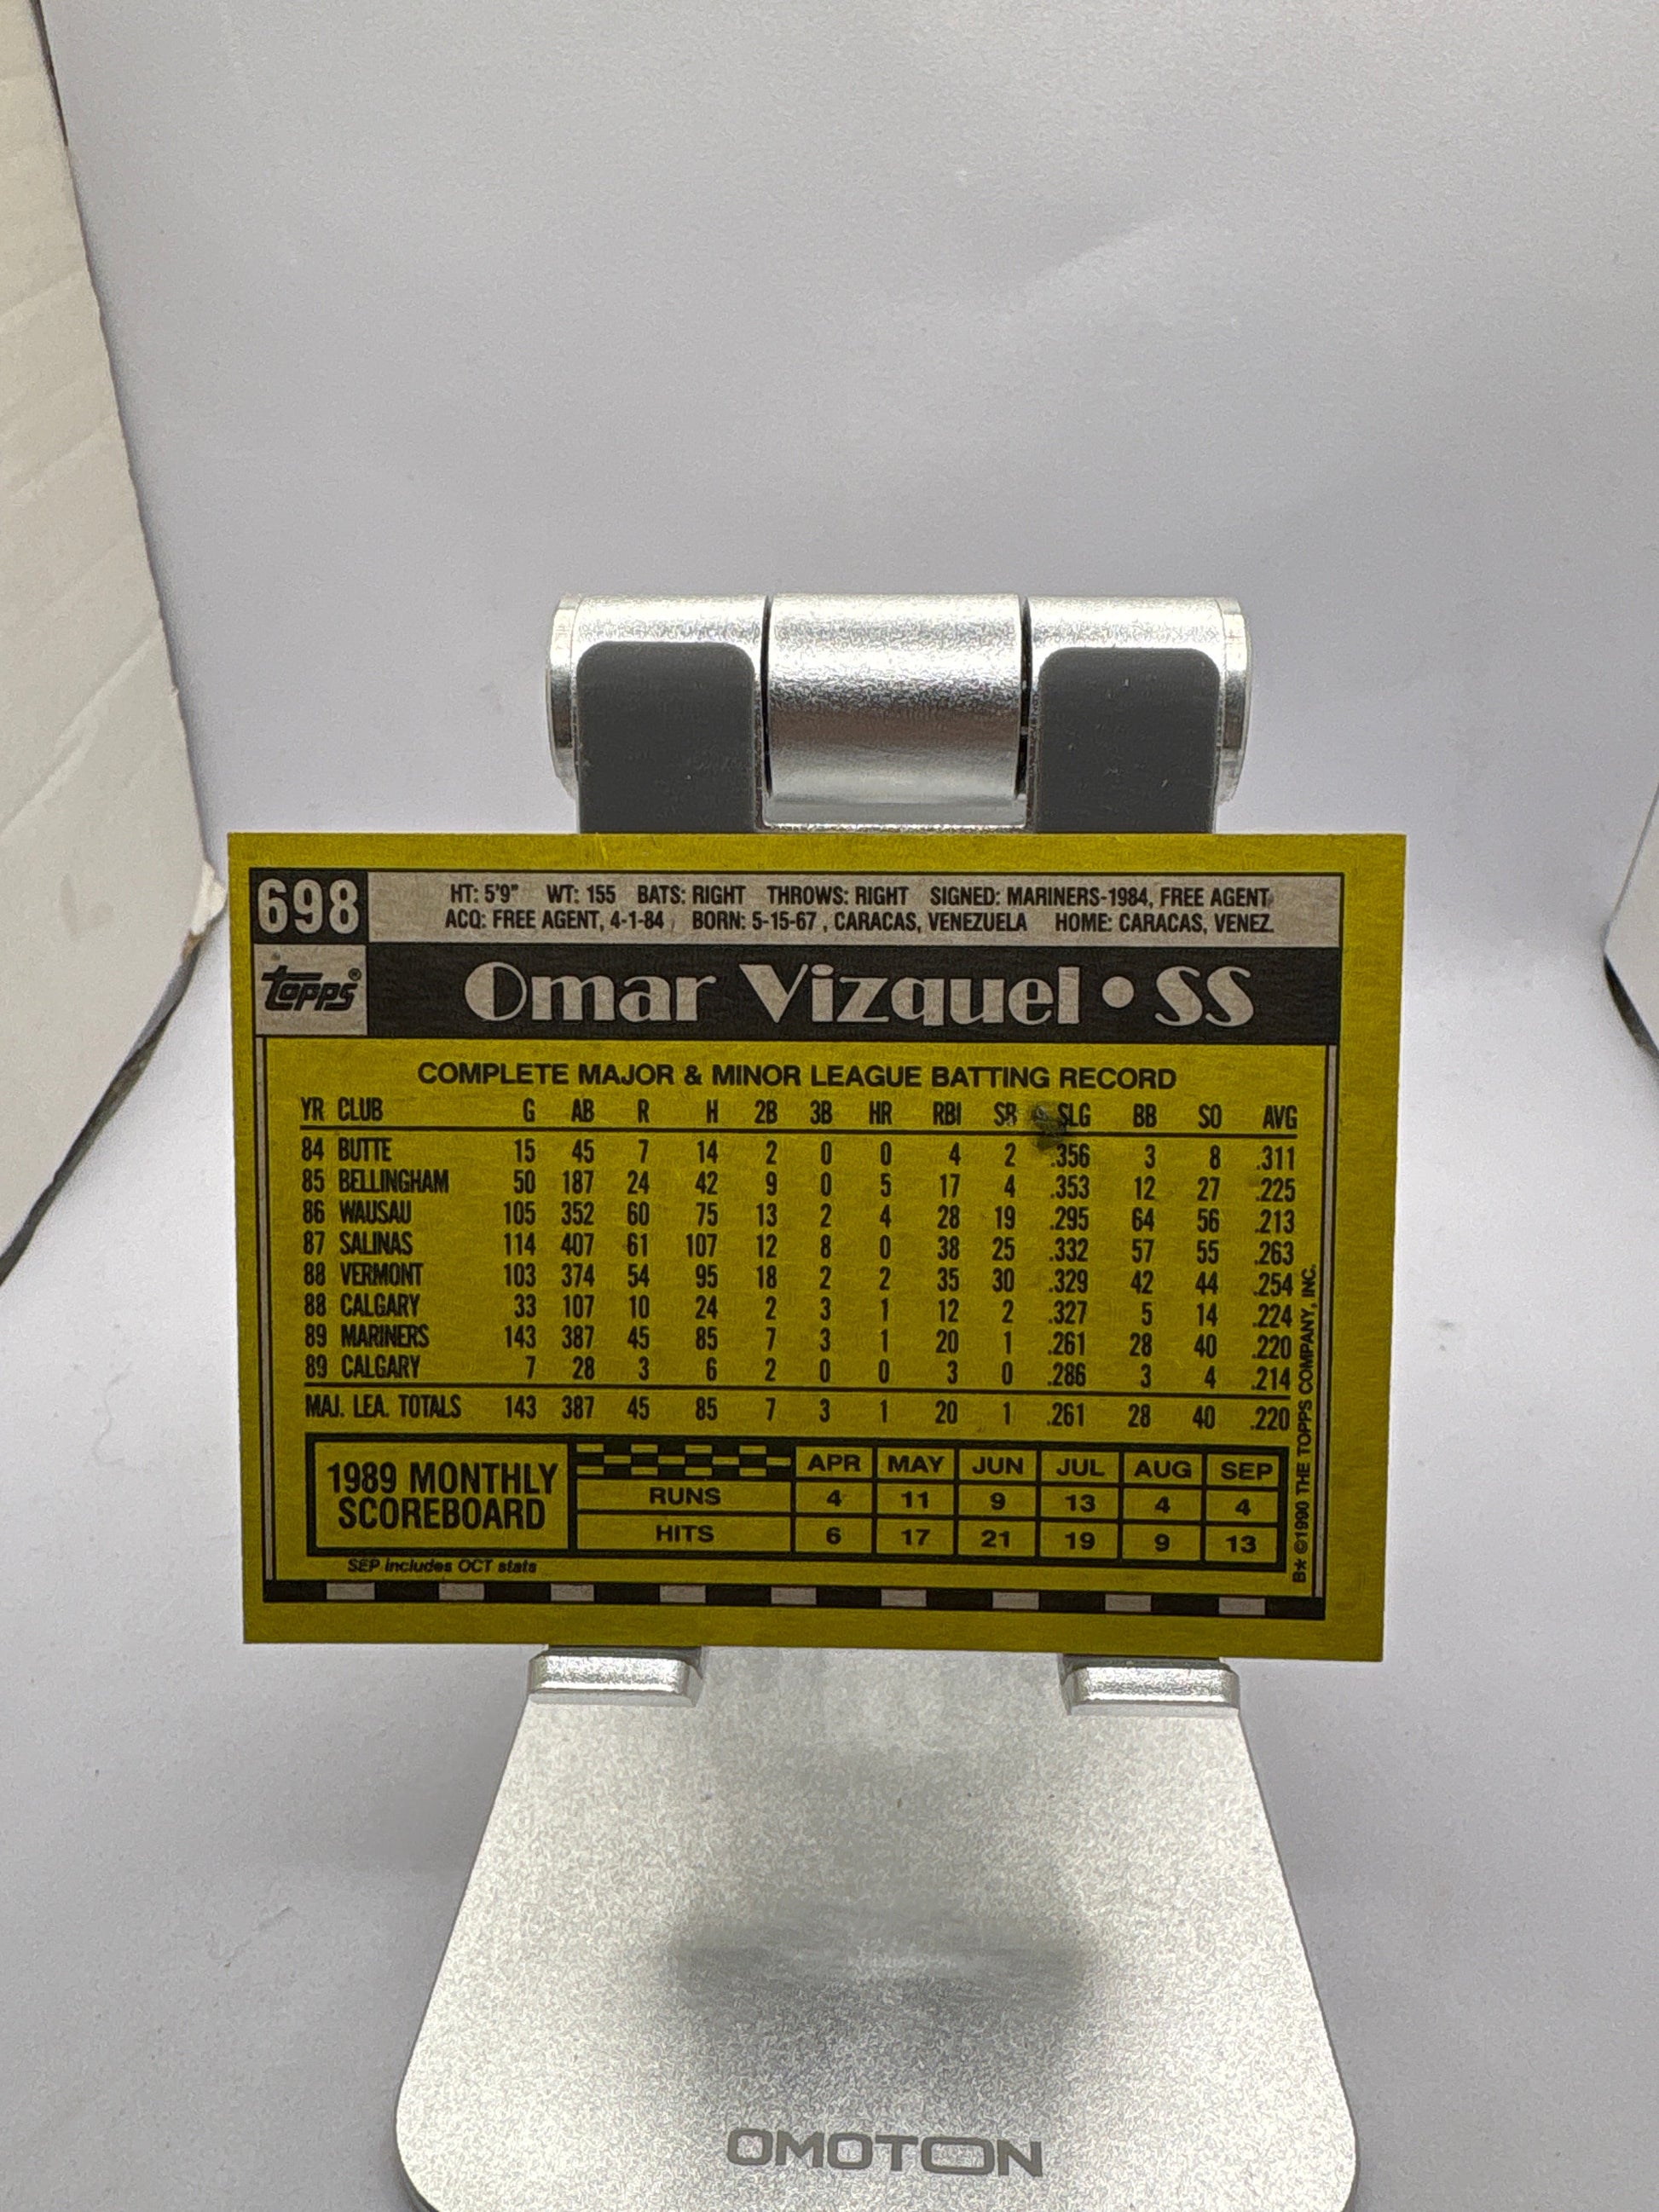 698
HT: 5'9" WT: 155 BATS: RIGHT THROWS: RIGHT SIGNED: MARINERS-1984, FREE AGENT
ACQ: FREE AGENT, 4-1-84 BORN: 5-15-67, CARACAS, VENEZUELA HOME: CARACAS, VENEZ.
topps®
Omar Vizquel • SS
COMPLETE MAJOR & MINOR LEAGUE BATTING RECORD
YR CLUB G AB R H 2B 3B HR RBI SB SLG BB SO AVG
84 BUTTE 15 45 7 14 2 0 0 4 2 .356 3 8 .311
85 BELLINGHAM 50 187 24 42 9 0 5 17 4 .353 12 27 .225
86 WAUSAU 105 352 60 75 13 2 4 28 19 .295 64 56 .213
87 SALINAS 114 407 61 107 12 8 0 38 25 .332 57 55 .263
88 VERMONT 103 374 54 95 18 2 2 35 30 .329 42 44 .254
88 CALGARY 33 107 10 24 2 3 1 12 2 .327 5 14 .224
89 MARINERS 143 387 45 85 7 3 1 20 1 .261 28 40 .220
89 CALGARY 7 28 3 6 2 0 0 3 0 .286 3 4 .214
MAJ. LEA. TOTALS 143 387 45 85 7 3 1 20 1 .261 28 40 .220
1989 MONTHLY
SCOREBOARD
APR MAY JUN JUL AUG SEP
RUNS 4 11 9 13 4 4
HITS 6 17 21 19 9 13
SEP includes OCT stats
B* ©1990 THE TOPPS COMPANY, INC.
OMOTON